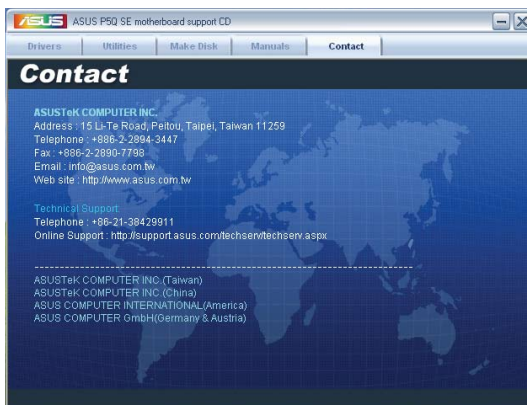 ASUS ASUS P5Q SE motherboard support CD
Drivers Utilities Make Disk Manuals Contact
Contact
ASUSTeK COMPUTER INC.
Address : 15 Li-Te Road, Peitou, Taipei, Taiwan 11259
Telephone : +886-2-2894-3447
Fax : +886-2-2890-7798
Email : info@asus.com.tw
Web site : http://www.asus.com.tw
Technical Support
Telephone : +86-21-38429911
Online Support : http://support.asus.com/techserv/techserv.aspx
ASUSTeK COMPUTER INC.(Taiwan)
ASUSTeK COMPUTER INC.(China)
ASUS COMPUTER INTERNATIONAL(America)
ASUS COMPUTER GmbH(Germany & Austria)